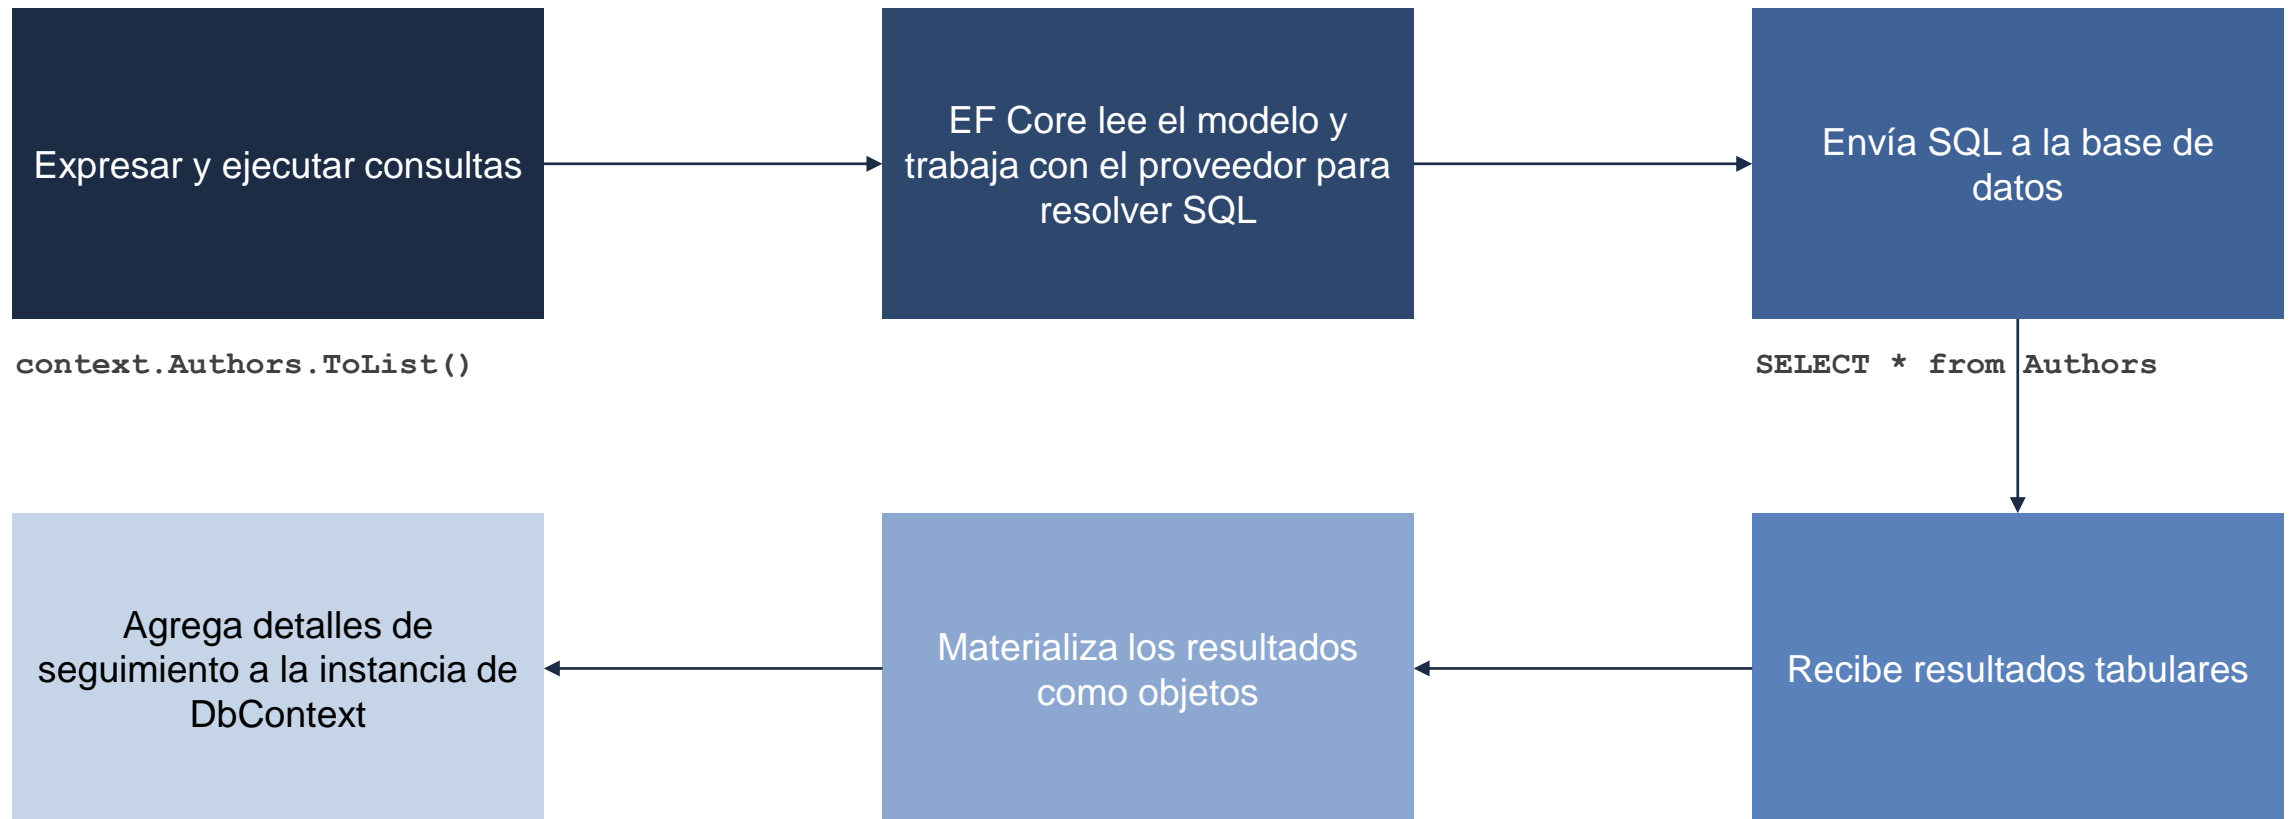 Expresar y ejecutar consultas
EF Core lee el modelo y
trabaja con el proveedor para
resolver SQL
Envía SQL a la base de
datos
context.Authors.ToList()
SELECT * from Authors
Agrega detalles de
seguimiento a la instancia de
DbContext
Materializa los resultados
como objetos
Recibe resultados tabulares